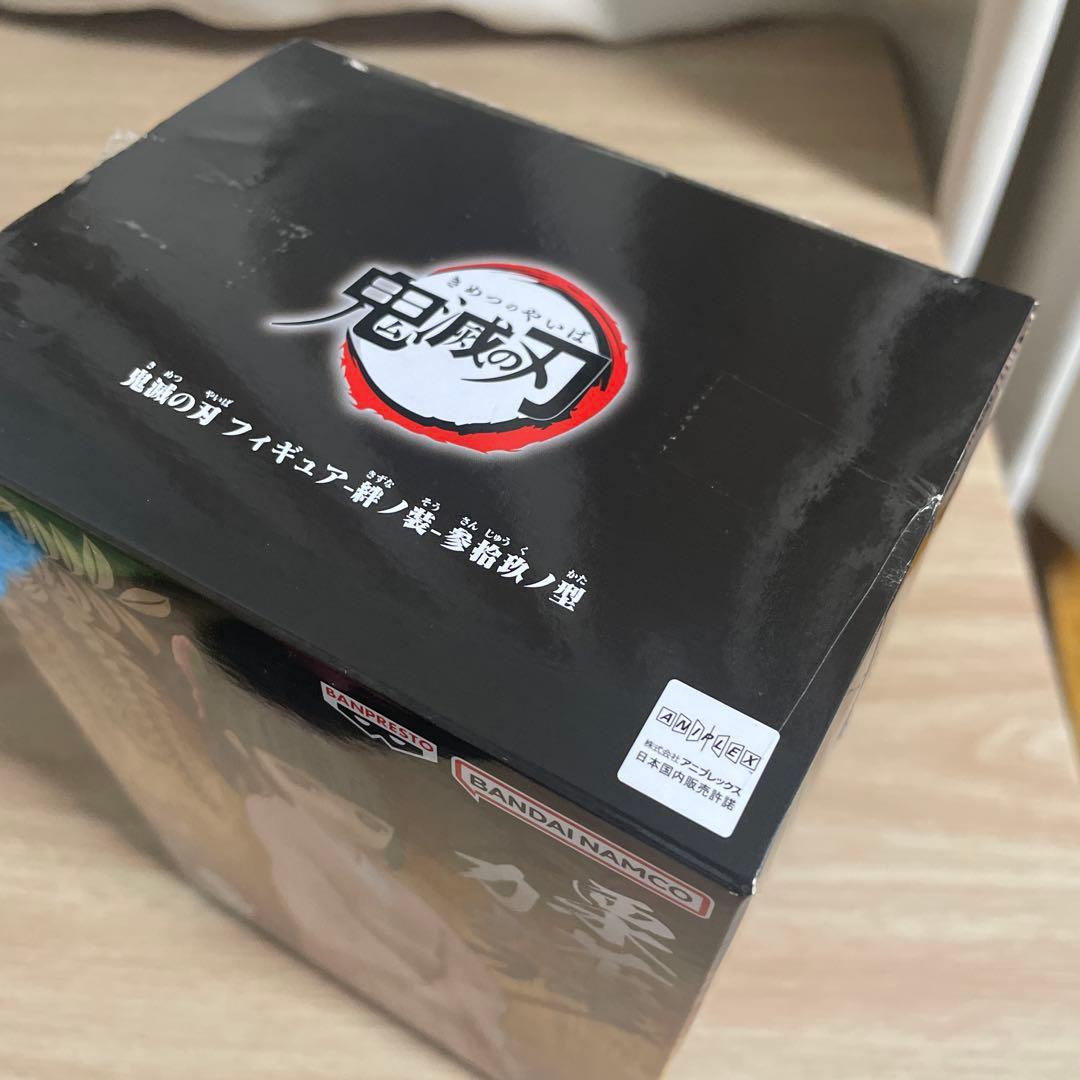 きめつのやいば
鬼滅の刃
き めつ やいば きずな そう さん じゅう く かた
鬼滅の刃 フィギュア-絆ノ装-参拾玖ノ型
ANIPLEX
株式会社アニプレックス
日本国内販売許諾
BANPRESTO
BANDAI NAMCO